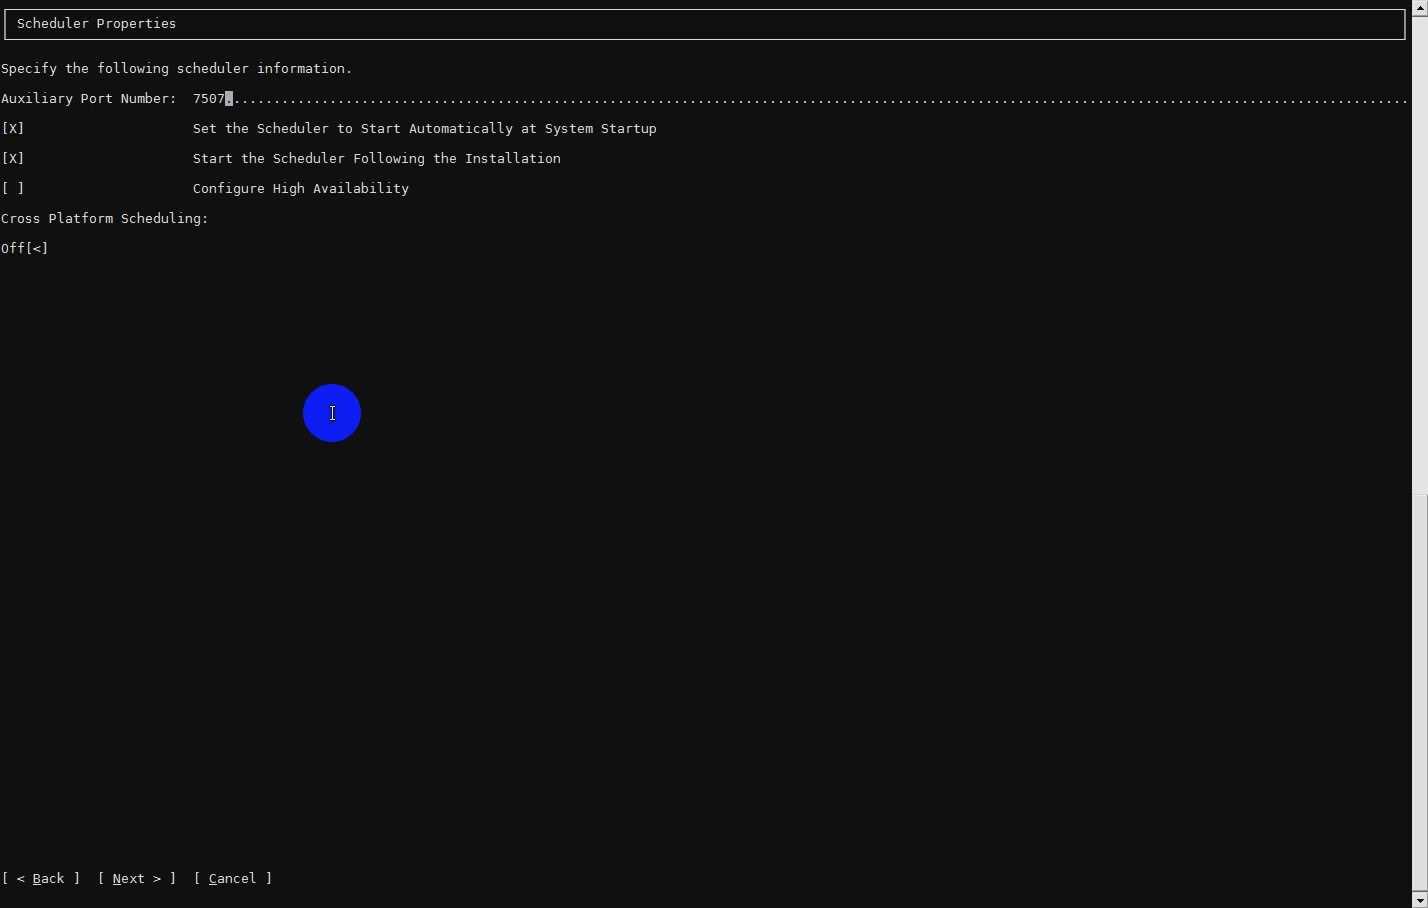 Scheduler Properties
Specify the following scheduler information.
Auxiliary Port Number:  7507....................................................................................................................................................
[X]                     Set the Scheduler to Start Automatically at System Startup
[X]                     Start the Scheduler Following the Installation
[ ]                     Configure High Availability
Cross Platform Scheduling:
Off[<]
[ < Back ]  [ Next > ]  [ Cancel ]